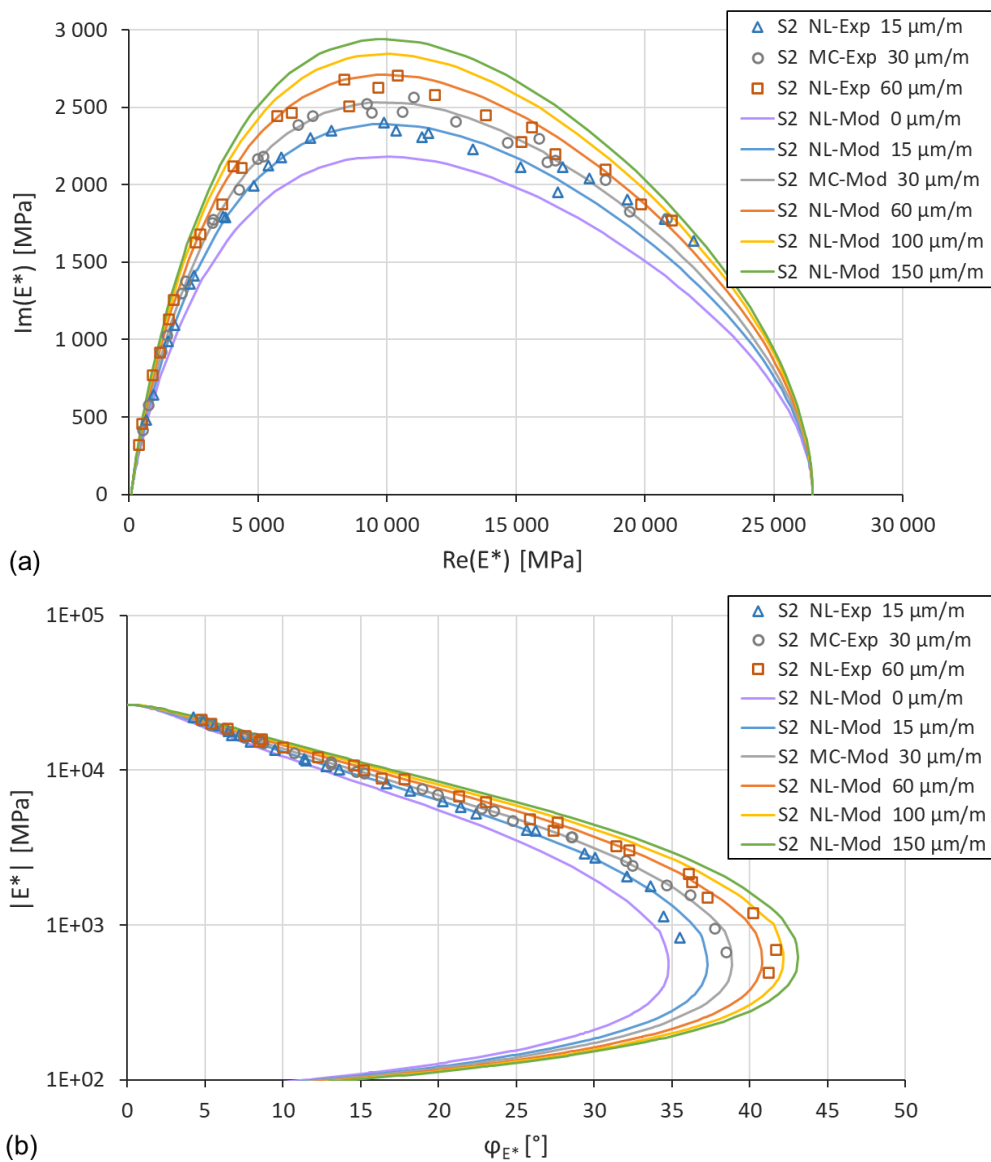 3 000
2 500
2 000
1 500
1 000
500
0
Im(E*) [MPa]
0
5 000
10 000
15 000
20 000
25 000
30 000
Re(E*) [MPa]
S2 NL-Exp 15 µm/m
S2 MC-Exp 30 µm/m
S2 NL-Exp 60 µm/m
S2 NL-Mod 0 µm/m
S2 NL-Mod 15 µm/m
S2 MC-Mod 30 µm/m
S2 NL-Mod 60 µm/m
S2 NL-Mod 100 µm/m
S2 NL-Mod 150 µm/m
(a)
1E+05
1E+04
1E+03
1E+02
|E*| [MPa]
0
5
10
15
20
25
30
35
40
45
50
φE* [°]
S2 NL-Exp 15 µm/m
S2 MC-Exp 30 µm/m
S2 NL-Exp 60 µm/m
S2 NL-Mod 0 µm/m
S2 NL-Mod 15 µm/m
S2 MC-Mod 30 µm/m
S2 NL-Mod 60 µm/m
S2 NL-Mod 100 µm/m
S2 NL-Mod 150 µm/m
(b)